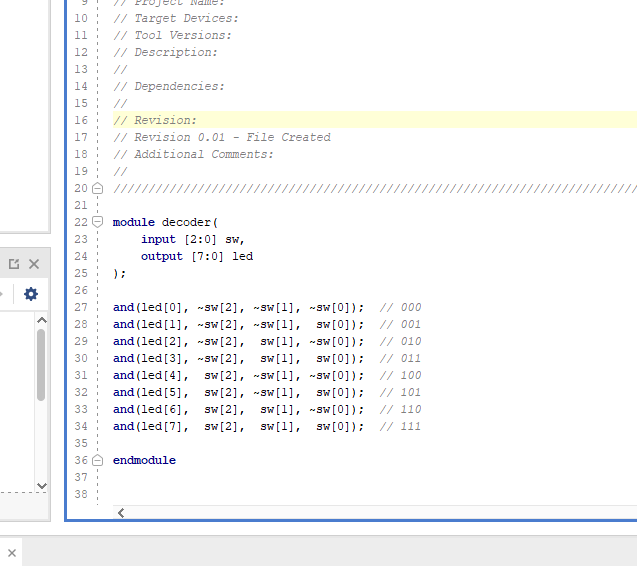 9 // Project Name:
10 // Target Devices:
11 // Tool Versions:
12 // Description:
13 //
14 // Dependencies:
15 //
16 // Revision:
17 // Revision 0.01 - File Created
18 // Additional Comments:
19 //
20 //////////////////////////////////////////////////////////////////////////
21
22 module decoder(
23     input [2:0] sw,
24     output [7:0] led
25 );
26
27 and(led[0], ~sw[2], ~sw[1], ~sw[0]);  // 000
28 and(led[1], ~sw[2], ~sw[1],  sw[0]);  // 001
29 and(led[2], ~sw[2],  sw[1], ~sw[0]);  // 010
30 and(led[3], ~sw[2],  sw[1],  sw[0]);  // 011
31 and(led[4],  sw[2], ~sw[1], ~sw[0]);  // 100
32 and(led[5],  sw[2], ~sw[1],  sw[0]);  // 101
33 and(led[6],  sw[2],  sw[1], ~sw[0]);  // 110
34 and(led[7],  sw[2],  sw[1],  sw[0]);  // 111
35
36 endmodule
37
38